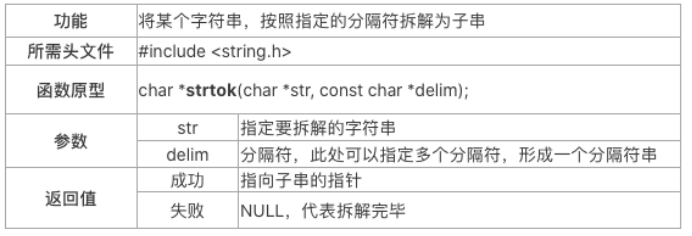 功能 将某个字符串，按照指定的分隔符拆解为子串
所需头文件 #include <string.h>
函数原型 char *strtok(char *str, const char *delim);
参数 str 指定要拆解的字符串
delim 分隔符，此处可以指定多个分隔符，形成一个分隔符串
返回值 成功 指向子串的指针
失败 NULL，代表拆解完毕